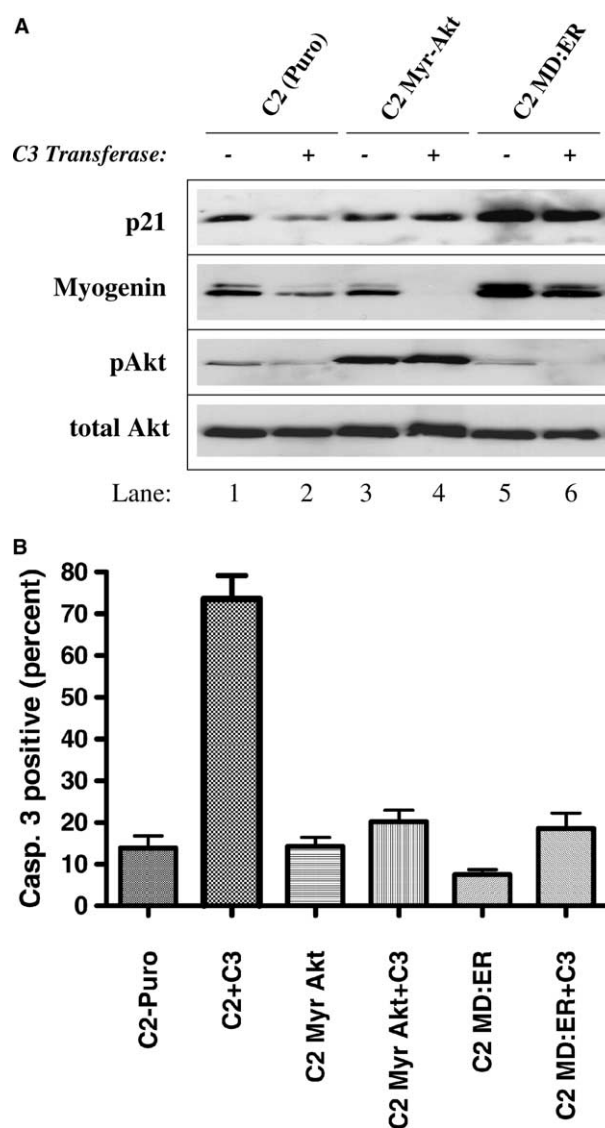 A
C2 (Puro) C2 Myr-Akt C2 MD:ER
C3 Transferase: - + - + - +
p21
Myogenin
pAkt
total Akt
Lane: 1 2 3 4 5 6
B
Casp. 3 positive (percent)
80
70
60
50
40
30
20
10
0
C2-Puro
C2+C3
C2 Myr Akt
C2 Myr Akt+C3
C2 MD:ER
C2 MD:ER+C3